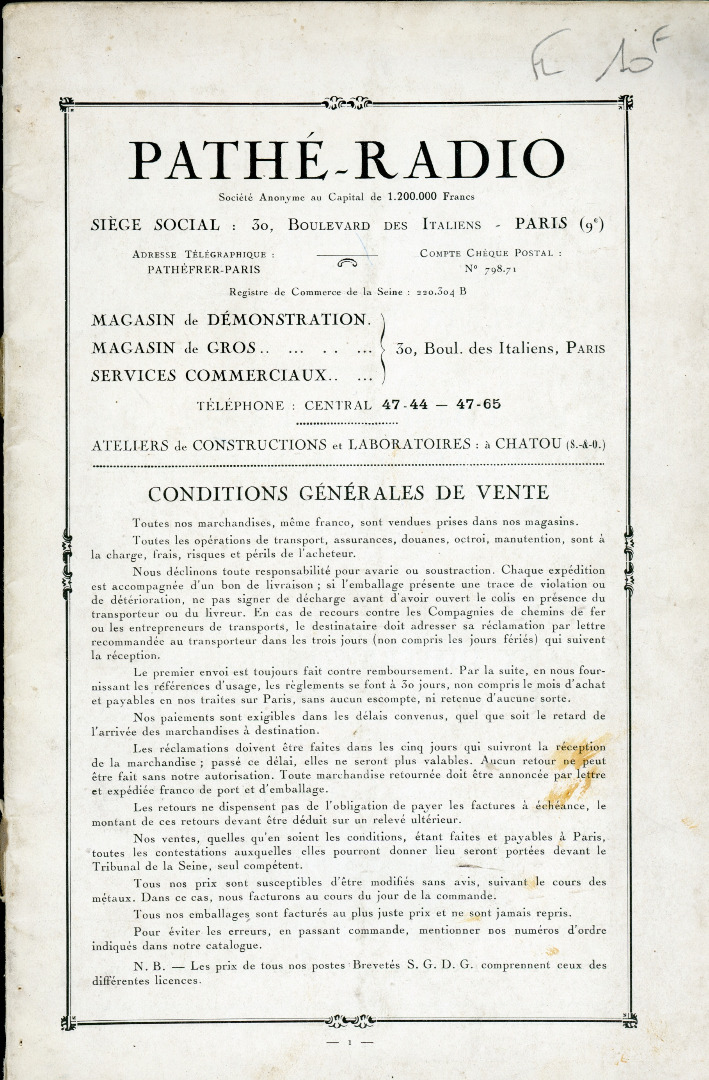 FL 10F
PATHÉ-RADIO
Société Anonyme au Capital de 1.200.000 Francs
SIÈGE SOCIAL : 30, BOULEVARD DES ITALIENS - PARIS (9e)
ADRESSE TÉLÉGRAPHIQUE :
PATHÉFRER-PARIS
COMPTE CHÈQUE POSTAL :
N° 798.71
Registre de Commerce de la Seine : 220.304 B
MAGASIN de DÉMONSTRATION.
MAGASIN de GROS.. ... .. ...
SERVICES COMMERCIAUX.. ...
30, Boul. des Italiens, PARIS
TÉLÉPHONE : CENTRAL 47-44 — 47-65
ATELIERS de CONSTRUCTIONS et LABORATOIRES : à CHATOU (S.-&-O.)
CONDITIONS GÉNÉRALES DE VENTE
Toutes nos marchandises, même franco, sont vendues prises dans nos magasins.
Toutes les opérations de transport, assurances, douanes, octroi, manutention, sont à
la charge, frais, risques et périls de l'acheteur.
Nous déclinons toute responsabilité pour avarie ou soustraction. Chaque expédition
est accompagnée d'un bon de livraison ; si l'emballage présente une trace de violation ou
de détérioration, ne pas signer de décharge avant d'avoir ouvert le colis en présence du
transporteur ou du livreur. En cas de recours contre les Compagnies de chemins de fer
ou les entrepreneurs de transports, le destinataire doit adresser sa réclamation par lettre
recommandée au transporteur dans les trois jours (non compris les jours fériés) qui suivent
la réception.
Le premier envoi est toujours fait contre remboursement. Par la suite, en nous four-
nissant les références d'usage, les règlements se font à 30 jours, non compris le mois d'achat
et payables en nos traites sur Paris, sans aucun escompte, ni retenue d'aucune sorte.
Nos paiements sont exigibles dans les délais convenus, quel que soit le retard de
l'arrivée des marchandises à destination.
Les réclamations doivent être faites dans les cinq jours qui suivront la réception
de la marchandise ; passé ce délai, elles ne seront plus valables. Aucun retour ne peut
être fait sans notre autorisation. Toute marchandise retournée doit être annoncée par lettre
et expédiée franco de port et d'emballage.
Les retours ne dispensent pas de l'obligation de payer les factures à échéance, le
montant de ces retours devant être déduit sur un relevé ultérieur.
Nos ventes, quelles qu'en soient les conditions, étant faites et payables à Paris,
toutes les contestations auxquelles elles pourront donner lieu seront portées devant le
Tribunal de la Seine, seul compétent.
Tous nos prix sont susceptibles d'être modifiés sans avis, suivant le cours des
métaux. Dans ce cas, nous facturons au cours du jour de la commande.
Tous nos emballages sont facturés au plus juste prix et ne sont jamais repris.
Pour éviter les erreurs, en passant commande, mentionner nos numéros d'ordre
indiqués dans notre catalogue.
N. B. — Les prix de tous nos postes Brevetés S. G. D. G. comprennent ceux des
différentes licences.
— 1 —